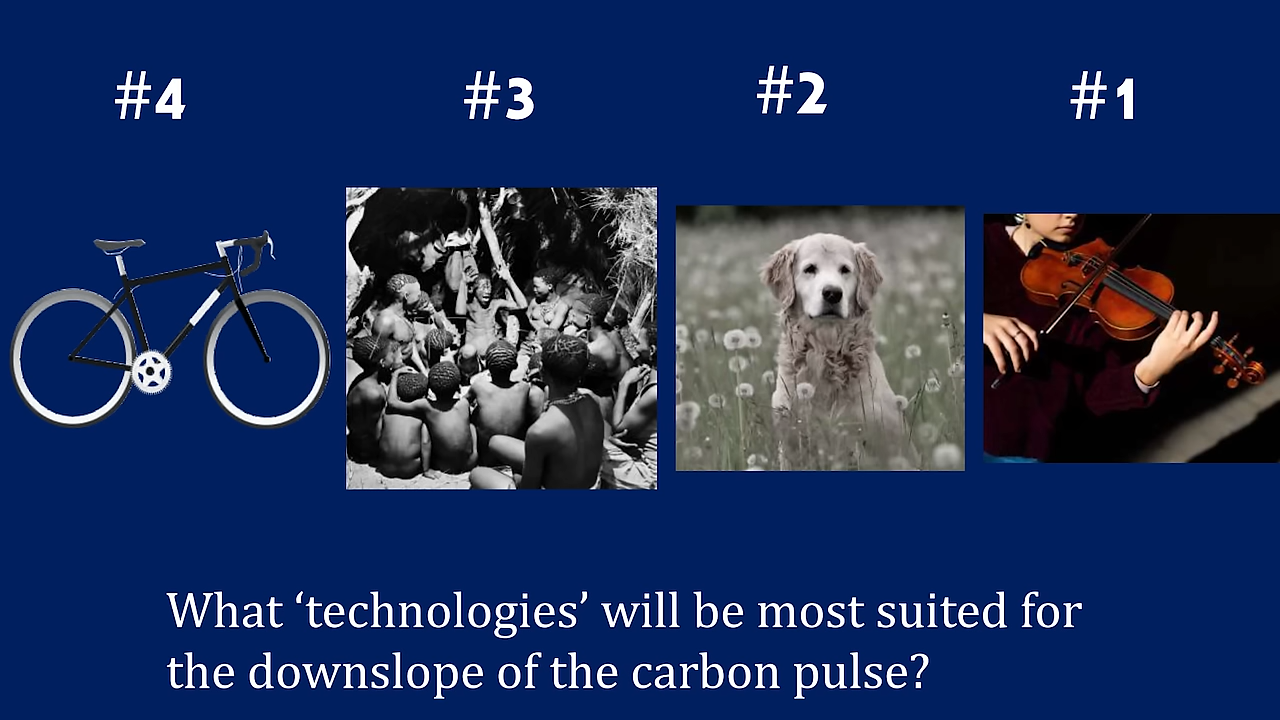 #4
#3
#2
#1
What ‘technologies’ will be most suited for
the downslope of the carbon pulse?